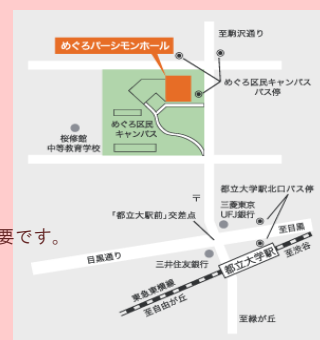 至駒沢通り
めぐろパーシモンホール
めぐろ区民キャンパス
バス停
めぐろ区民
キャンパス
桜修館
中等教育学校
〒
都立大学駅北口バス停
「都立大駅前」交差点
三菱東京
UFJ銀行
要です。
至目黒
目黒通り
三井住友銀行
都立大学駅
至渋谷
東急東横線
至自由が丘
至緑が丘